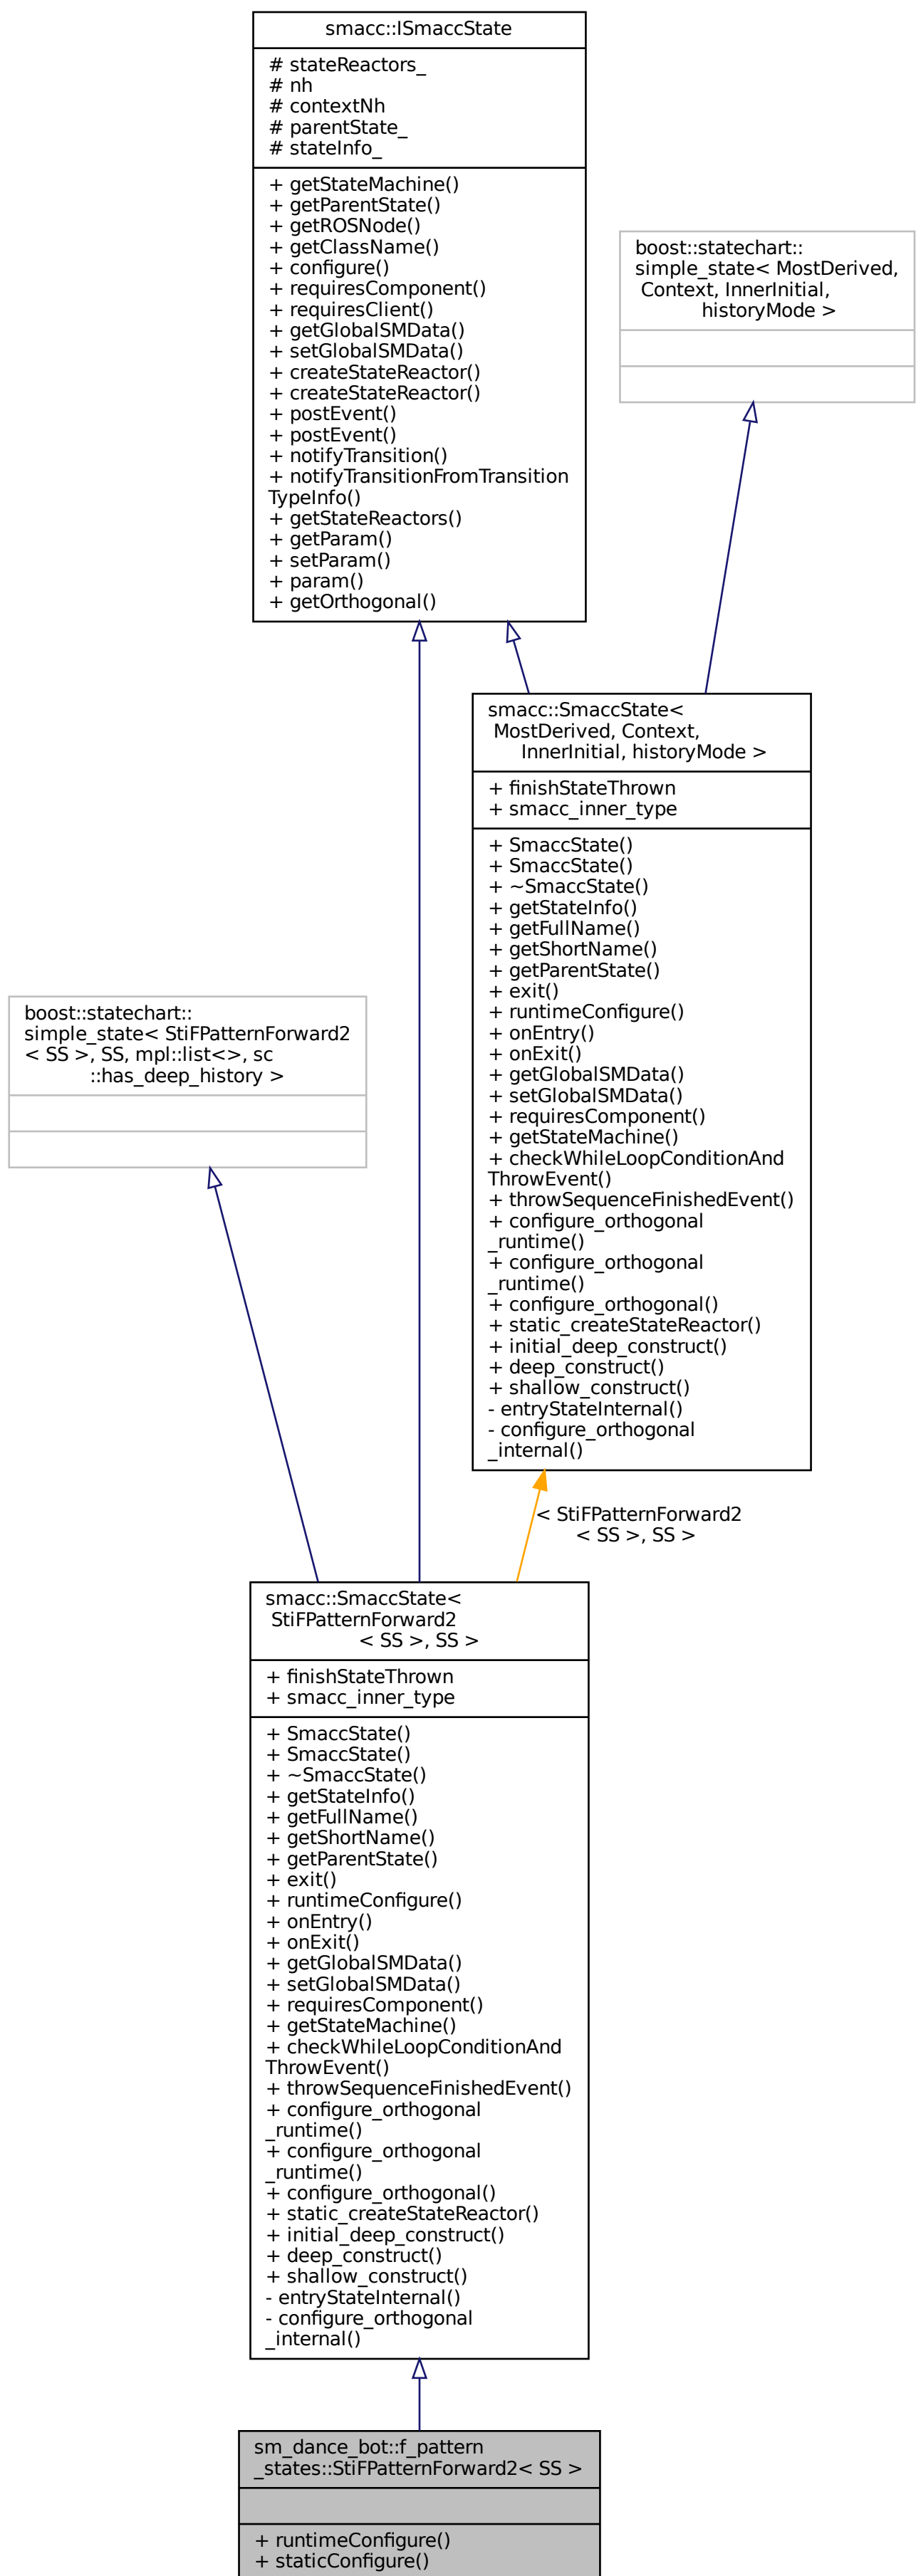 smacc::ISmaccState
# stateReactors_
# nh
# contextNh
# parentState_
# stateInfo_
+ getStateMachine()
+ getParentState()
+ getROSNode()
+ getClassName()
+ configure()
+ requiresComponent()
+ requiresClient()
+ getGlobalSMData()
+ setGlobalSMData()
+ createStateReactor()
+ createStateReactor()
+ postEvent()
+ postEvent()
+ notifyTransition()
+ notifyTransitionFromTransition
TypeInfo()
+ getStateReactors()
+ getParam()
+ setParam()
+ param()
+ getOrthogonal()
boost::statechart::
simple_state< MostDerived,
Context, InnerInitial,
historyMode >
smacc::SmaccState<
MostDerived, Context,
InnerInitial, historyMode >
+ finishStateThrown
+ smacc_inner_type
+ SmaccState()
+ SmaccState()
+ ~SmaccState()
+ getStateInfo()
+ getFullName()
+ getShortName()
+ getParentState()
+ exit()
+ runtimeConfigure()
+ onEntry()
+ onExit()
+ getGlobalSMData()
+ setGlobalSMData()
+ requiresComponent()
+ getStateMachine()
+ checkWhileLoopConditionAnd
ThrowEvent()
+ throwSequenceFinishedEvent()
+ configure_orthogonal
_runtime()
+ configure_orthogonal
_runtime()
+ configure_orthogonal()
+ static_createStateReactor()
+ initial_deep_construct()
+ deep_construct()
+ shallow_construct()
- entryStateInternal()
- configure_orthogonal
_internal()
boost::statechart::
simple_state< StiFPatternForward2
< SS >, SS, mpl::list<>, sc
::has_deep_history >
< StiFPatternForward2
< SS >, SS >
smacc::SmaccState<
StiFPatternForward2
< SS >, SS >
+ finishStateThrown
+ smacc_inner_type
+ SmaccState()
+ SmaccState()
+ ~SmaccState()
+ getStateInfo()
+ getFullName()
+ getShortName()
+ getParentState()
+ exit()
+ runtimeConfigure()
+ onEntry()
+ onExit()
+ getGlobalSMData()
+ setGlobalSMData()
+ requiresComponent()
+ getStateMachine()
+ checkWhileLoopConditionAnd
ThrowEvent()
+ throwSequenceFinishedEvent()
+ configure_orthogonal
_runtime()
+ configure_orthogonal
_runtime()
+ configure_orthogonal()
+ static_createStateReactor()
+ initial_deep_construct()
+ deep_construct()
+ shallow_construct()
- entryStateInternal()
- configure_orthogonal
_internal()
sm_dance_bot::f_pattern
_states::StiFPatternForward2< SS >
+ runtimeConfigure()
+ staticConfigure()